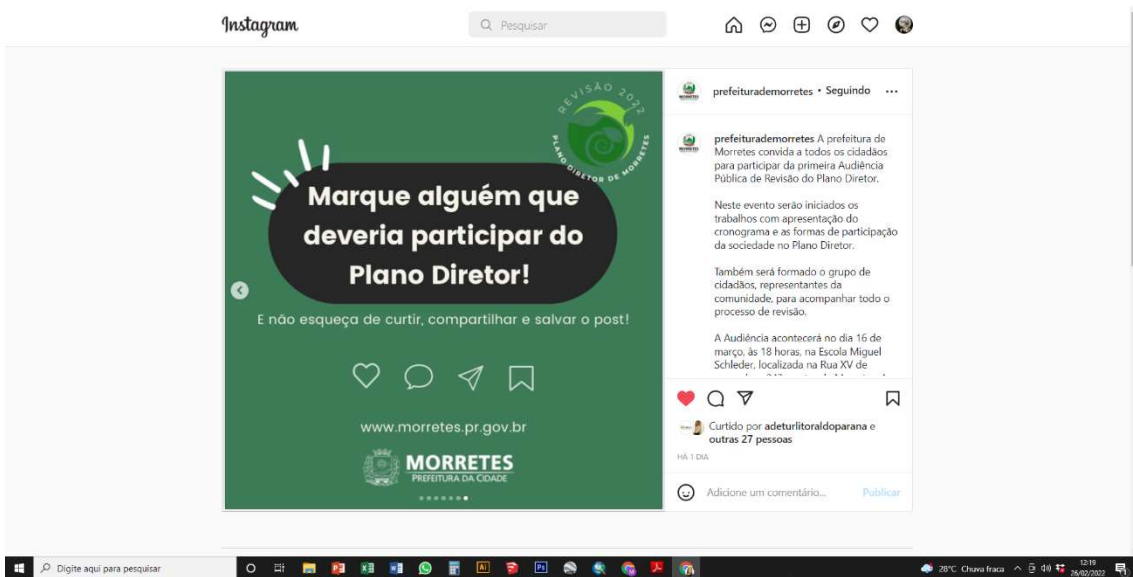 Instagram
Pesquisar
REVISÃO 2022
PLANO DIRETOR DE MORRETES
Marque alguém que
deveria participar do
Plano Diretor!
E não esqueça de curtir, compartilhar e salvar o post!
www.morretes.pr.gov.br
MORRETES
PREFEITURA DA CIDADE
prefeiturademorretes • Seguindo
prefeiturademorretes A prefeitura de
Morretes convida a todos os cidadãos
para participar da primeira Audiência
Pública de Revisão do Plano Diretor.
Neste evento serão iniciados os
trabalhos com apresentação do
cronograma e as formas de participação
da sociedade no Plano Diretor.
Também será formado o grupo de
cidadãos, representantes da
comunidade, para acompanhar todo o
processo de revisão.
A Audiência acontecerá no dia 16 de
março, às 18 horas, na Escola Miguel
Schleder, localizada na Rua XV de
Curtido por adeturlitoraldoparana e
outras 27 pessoas
HÁ 1 DIA
Adicione um comentário... Publicar
Digite aqui para pesquisar
28°C Chuva fraca
12:19
26/02/2022